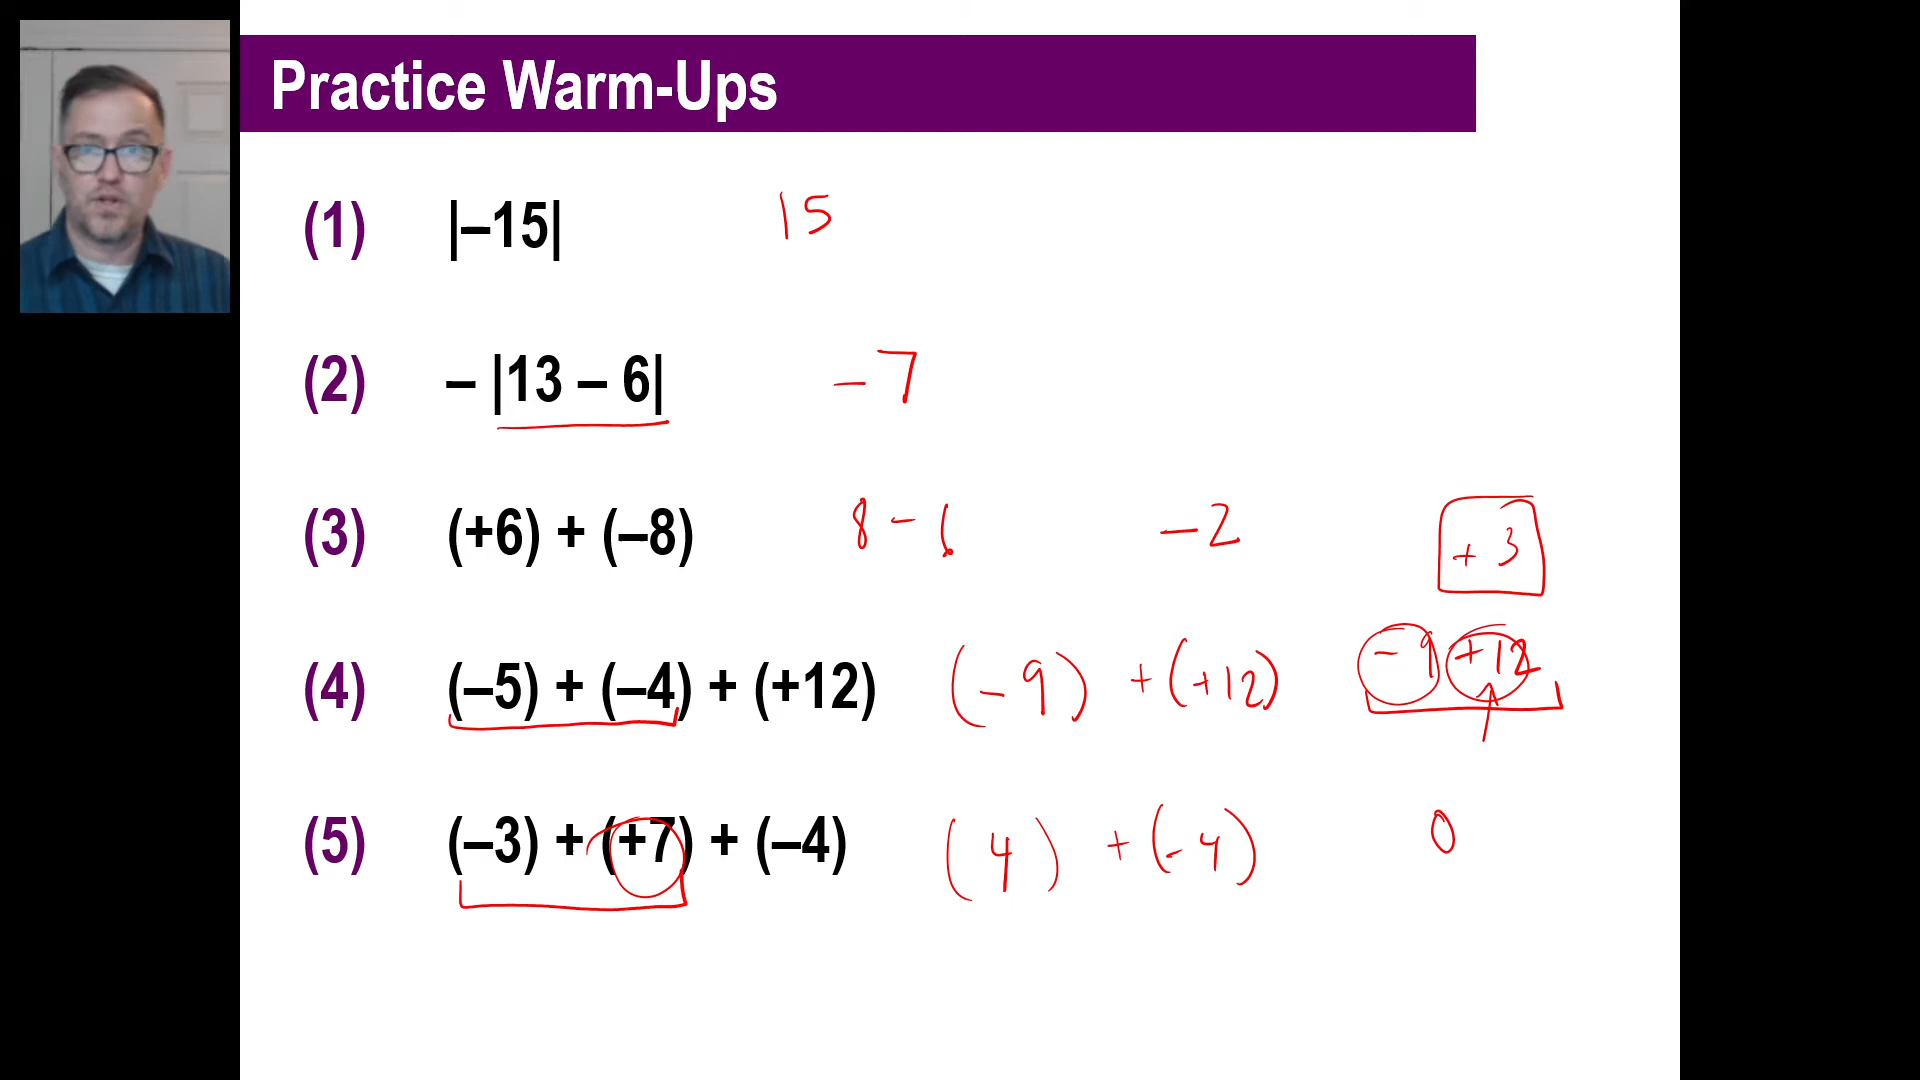 Practice Warm-Ups
(1) |–15| 15
(2) – |13 – 6| –7
(3) (+6) + (–8) 8 – 6 –2
+3
(4) (–5) + (–4) + (+12) (–9) + (+12) –9 +12
(5) (–3) + (+7) + (–4) (4) + (–4) 0